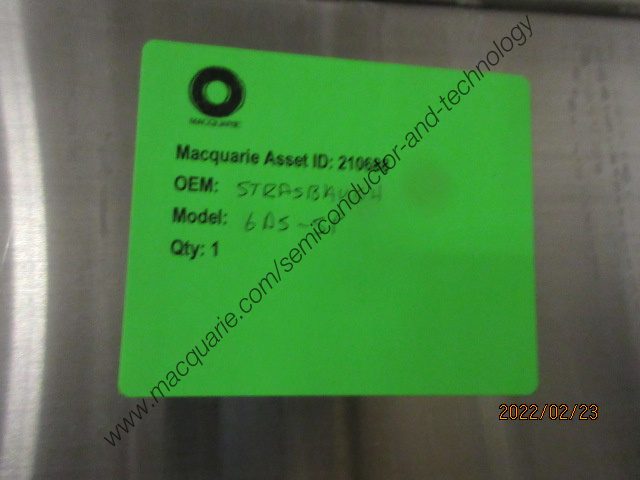 MACQUARIE
Macquarie Asset ID:
OEM: STRASBAUGH
Model:
Qty: 1
www.macquarie.com/semiconductor-and-technology
2022/02/23